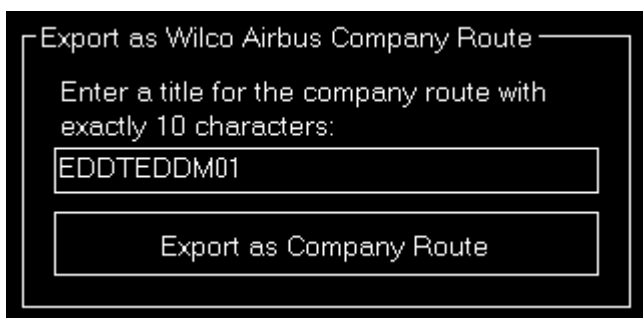 Export as Wilco Airbus Company Route
Enter a title for the company route with
exactly 10 characters:
EDDTEDDM01
Export as Company Route